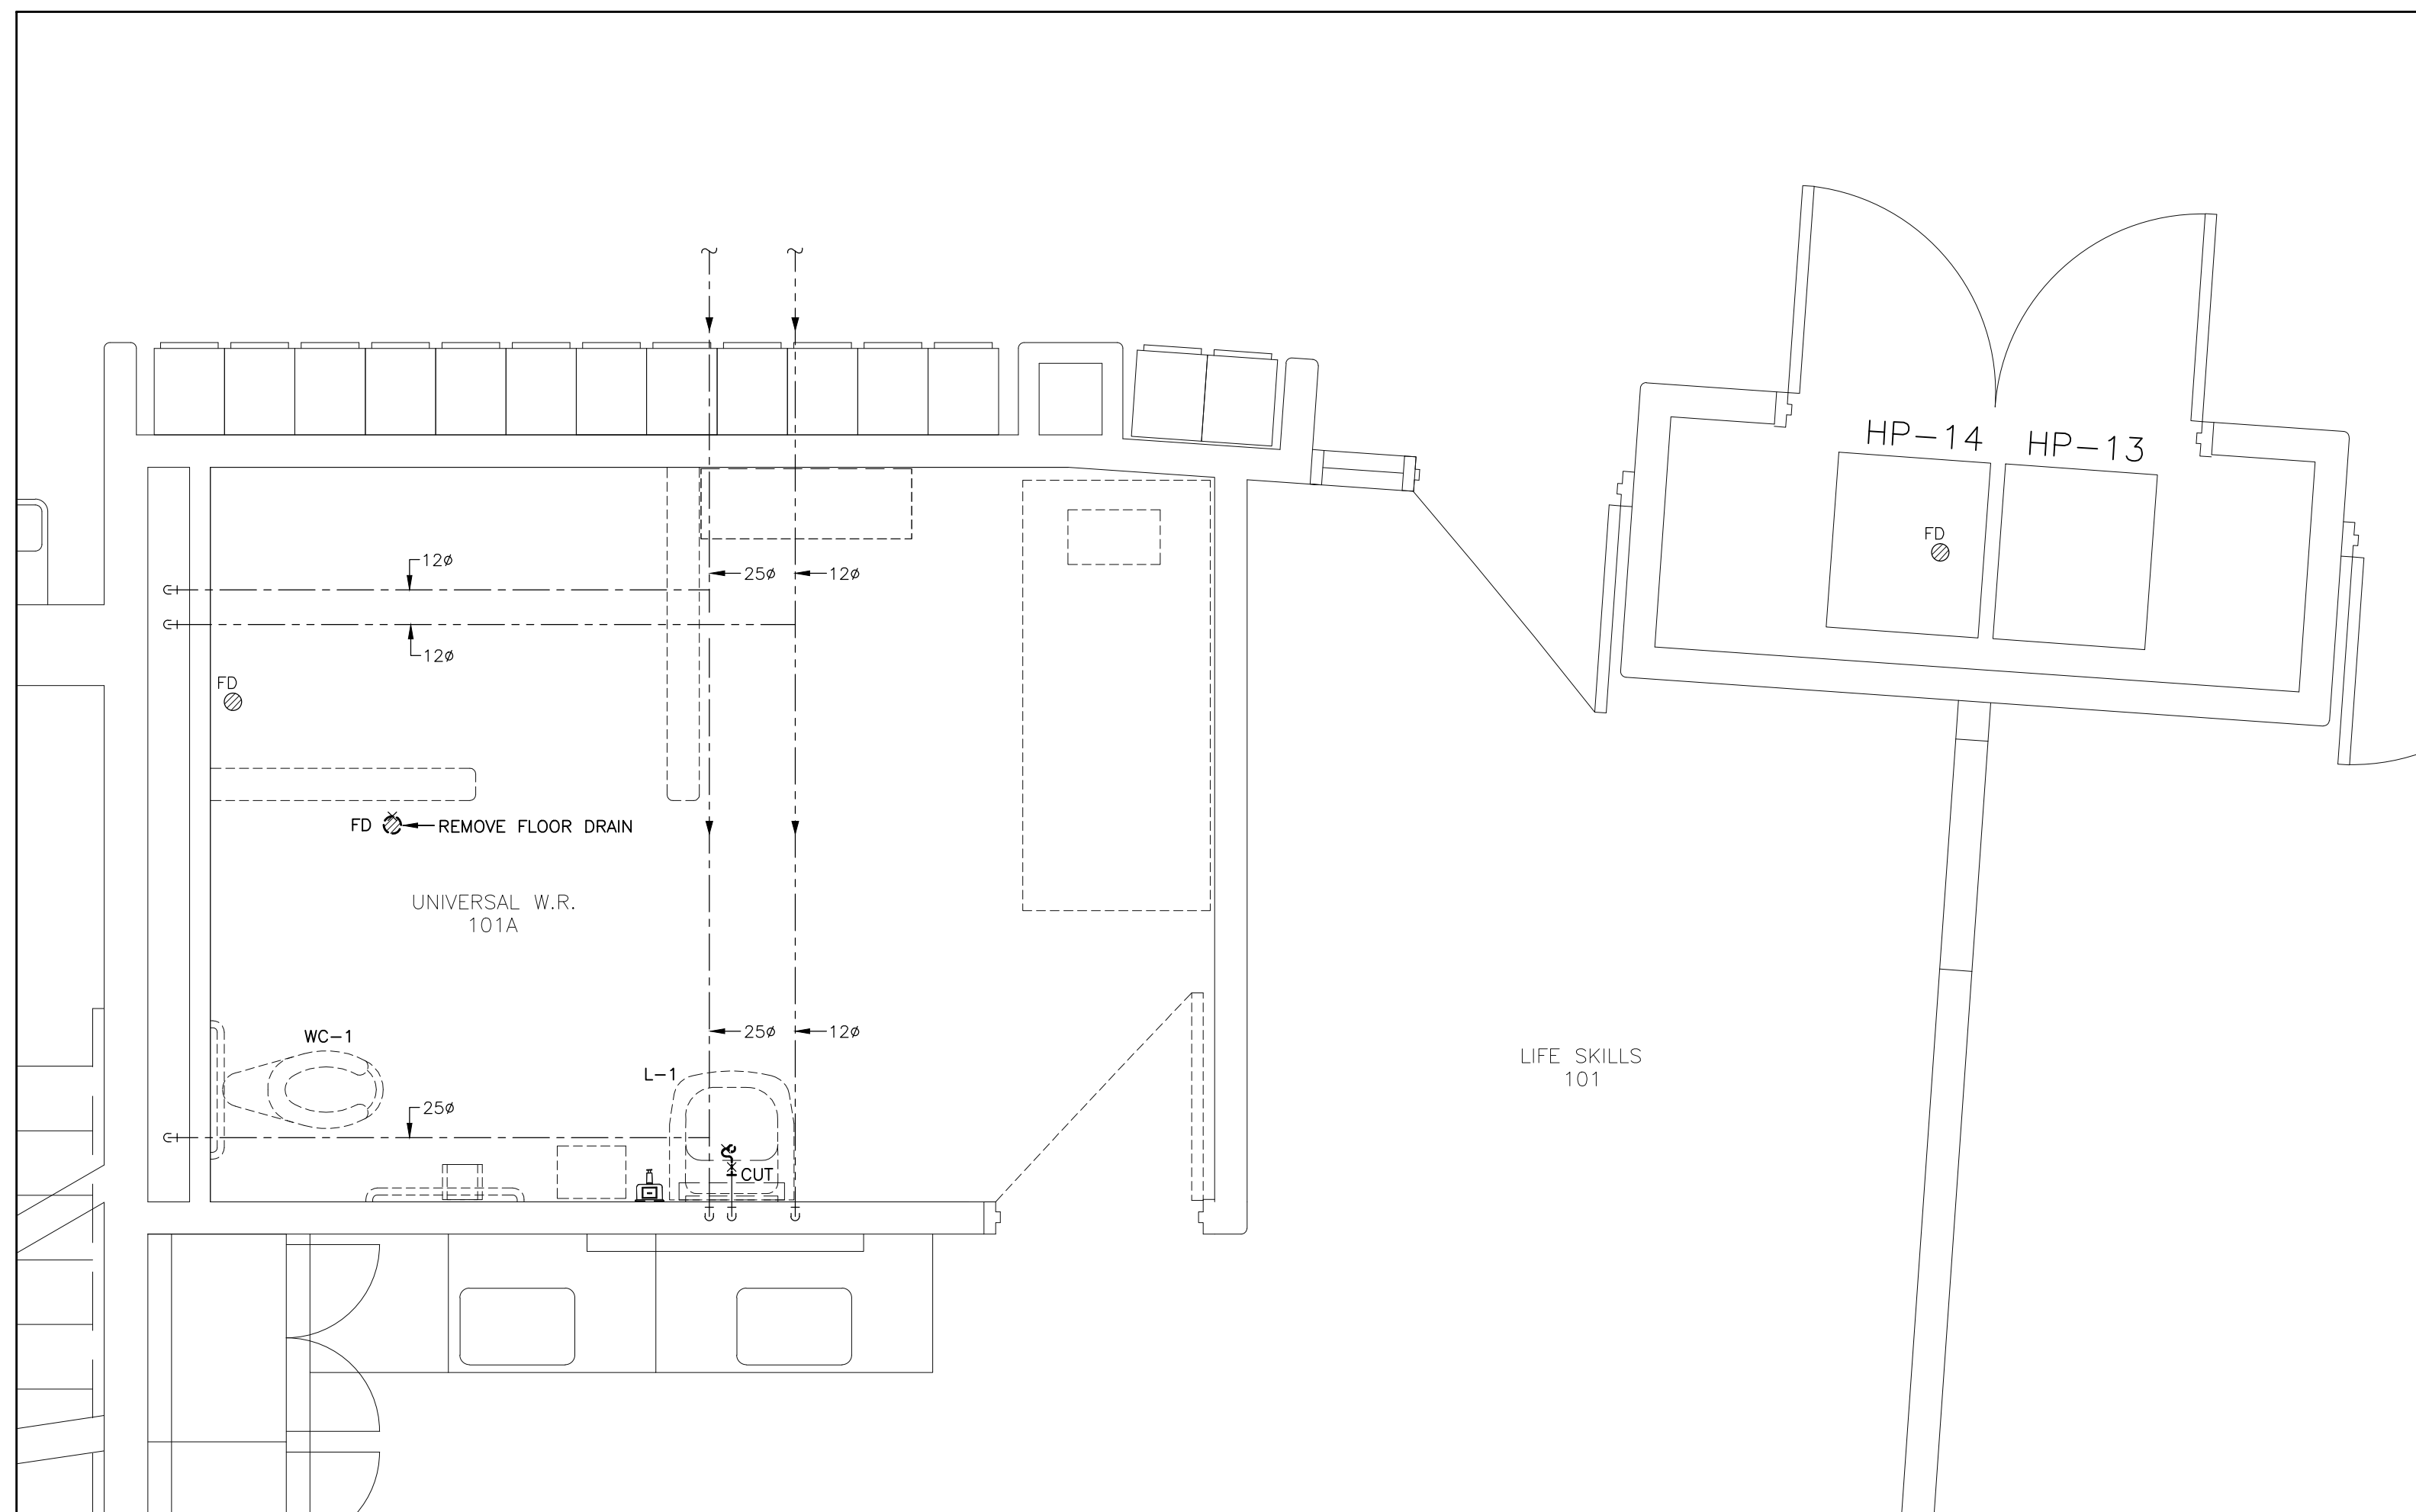 HP-14
HP-13
FD
12ø
25ø
12ø
12ø
FD
FD
REMOVE FLOOR DRAIN
UNIVERSAL W.R.
101A
WC-1
25ø
12ø
LIFE SKILLS
101
L-1
25ø
CUT